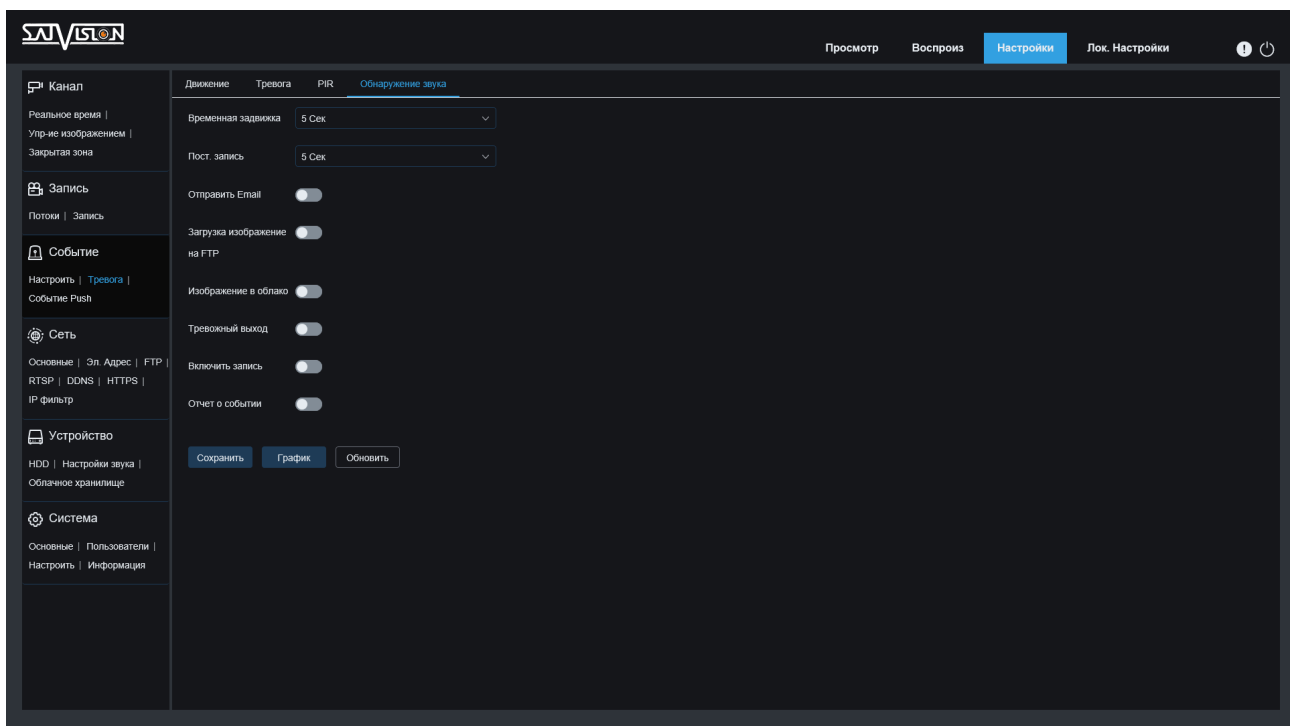 SATVISION
Просмотр Воспроиз Настройки Лок. Настройки
Канал
Реальное время |
Упр-ие изображением |
Закрытая зона
Запись
Потоки | Запись
Событие
Настроить | Тревога |
Событие Push
Сеть
Основные | Эл. Адрес | FTP |
RTSP | DDNS | HTTPS |
IP фильтр
Устройство
HDD | Настройки звука |
Облачное хранилище
Система
Основные | Пользователи |
Настроить | Информация
Движение Тревога PIR Обнаружение звука
Временная задвижка 5 Сек
Пост. запись 5 Сек
Отправить Email
Загрузка изображение
на FTP
Изображение в облако
Тревожный выход
Включить запись
Отчет о событии
Сохранить График Обновить